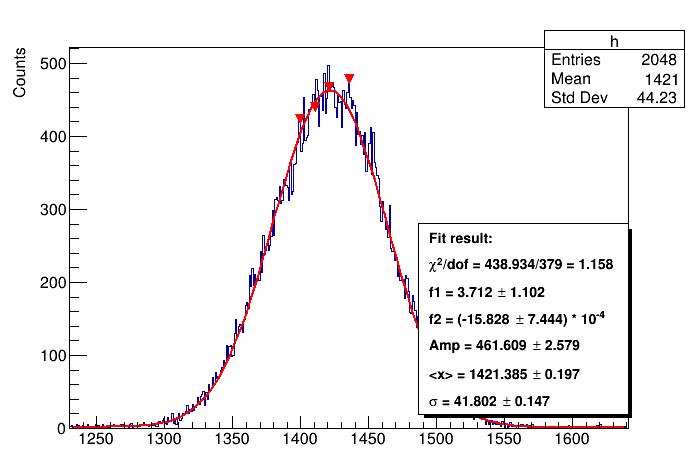 h
Entries 2048
Mean 1421
Std Dev 44.23
Counts
500
400
300
200
100
0
Fit result:
χ²/dof = 438.934/379 = 1.158
f1 = 3.712 ± 1.102
f2 = (-15.828 ± 7.444) * 10⁻⁴
Amp = 461.609 ± 2.579
<x> = 1421.385 ± 0.197
σ = 41.802 ± 0.147
1250 1300 1350 1400 1450 1500 1550 1600